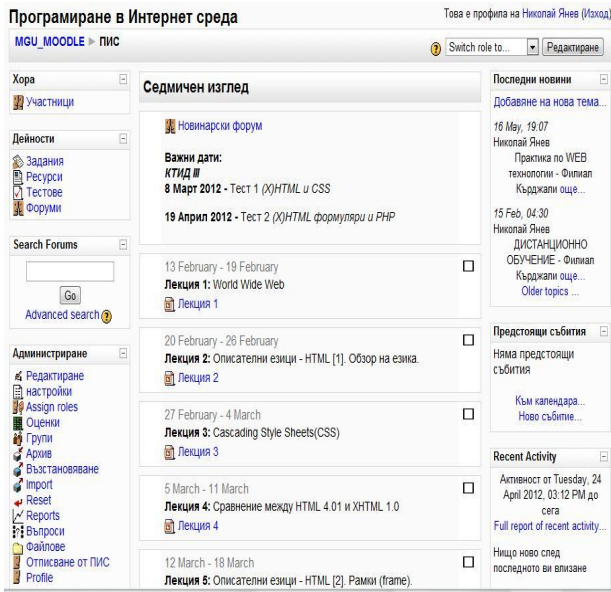 Програмиране в Интернет среда
Това е профила на Николай Янев (Изход)
MGU_MOODLE ► ПИС
Switch role to...
Редактиране
Хора
Участници
Дейности
Задания
Ресурси
Тестове
Форуми
Search Forums
Go
Advanced search
Администриране
Редактиране
настройки
Assign roles
Оценки
Групи
Архив
Възстановяване
Import
Reset
Reports
Въпроси
Файлове
Отписване от ПИС
Profile
Седмичен изглед
Новинарски форум
Важни дати:
КТИД III
8 Март 2012 - Тест 1 (X)HTML и CSS
19 Април 2012 - Тест 2 (X)HTML формуляри и PHP
13 February - 19 February
Лекция 1: World Wide Web
Лекция 1
20 February - 26 February
Лекция 2: Описателни езици - HTML [1]. Обзор на езика.
Лекция 2
27 February - 4 March
Лекция 3: Cascading Style Sheets(CSS)
Лекция 3
5 March - 11 March
Лекция 4: Сравнение между HTML 4.01 и XHTML 1.0
Лекция 4
12 March - 18 March
Лекция 5: Описателни езици - HTML [2]. Рамки (frame).
Последни новини
Добавяне на нова тема...
16 May, 19:07
Николай Янев
Практика по WEB
технологии - Филиал
Кърджали още...
15 Feb, 04:30
Николай Янев
ДИСТАНЦИОННО
ОБУЧЕНИЕ - Филиал
Кърджали още...
Older topics ...
Предстоящи събития
Няма предстоящи
събития
Към календара...
Ново събитие...
Recent Activity
Активност от Tuesday, 24
April 2012, 03:12 PM до
сега
Full report of recent activity...
Нищо ново след
последното ви влизане